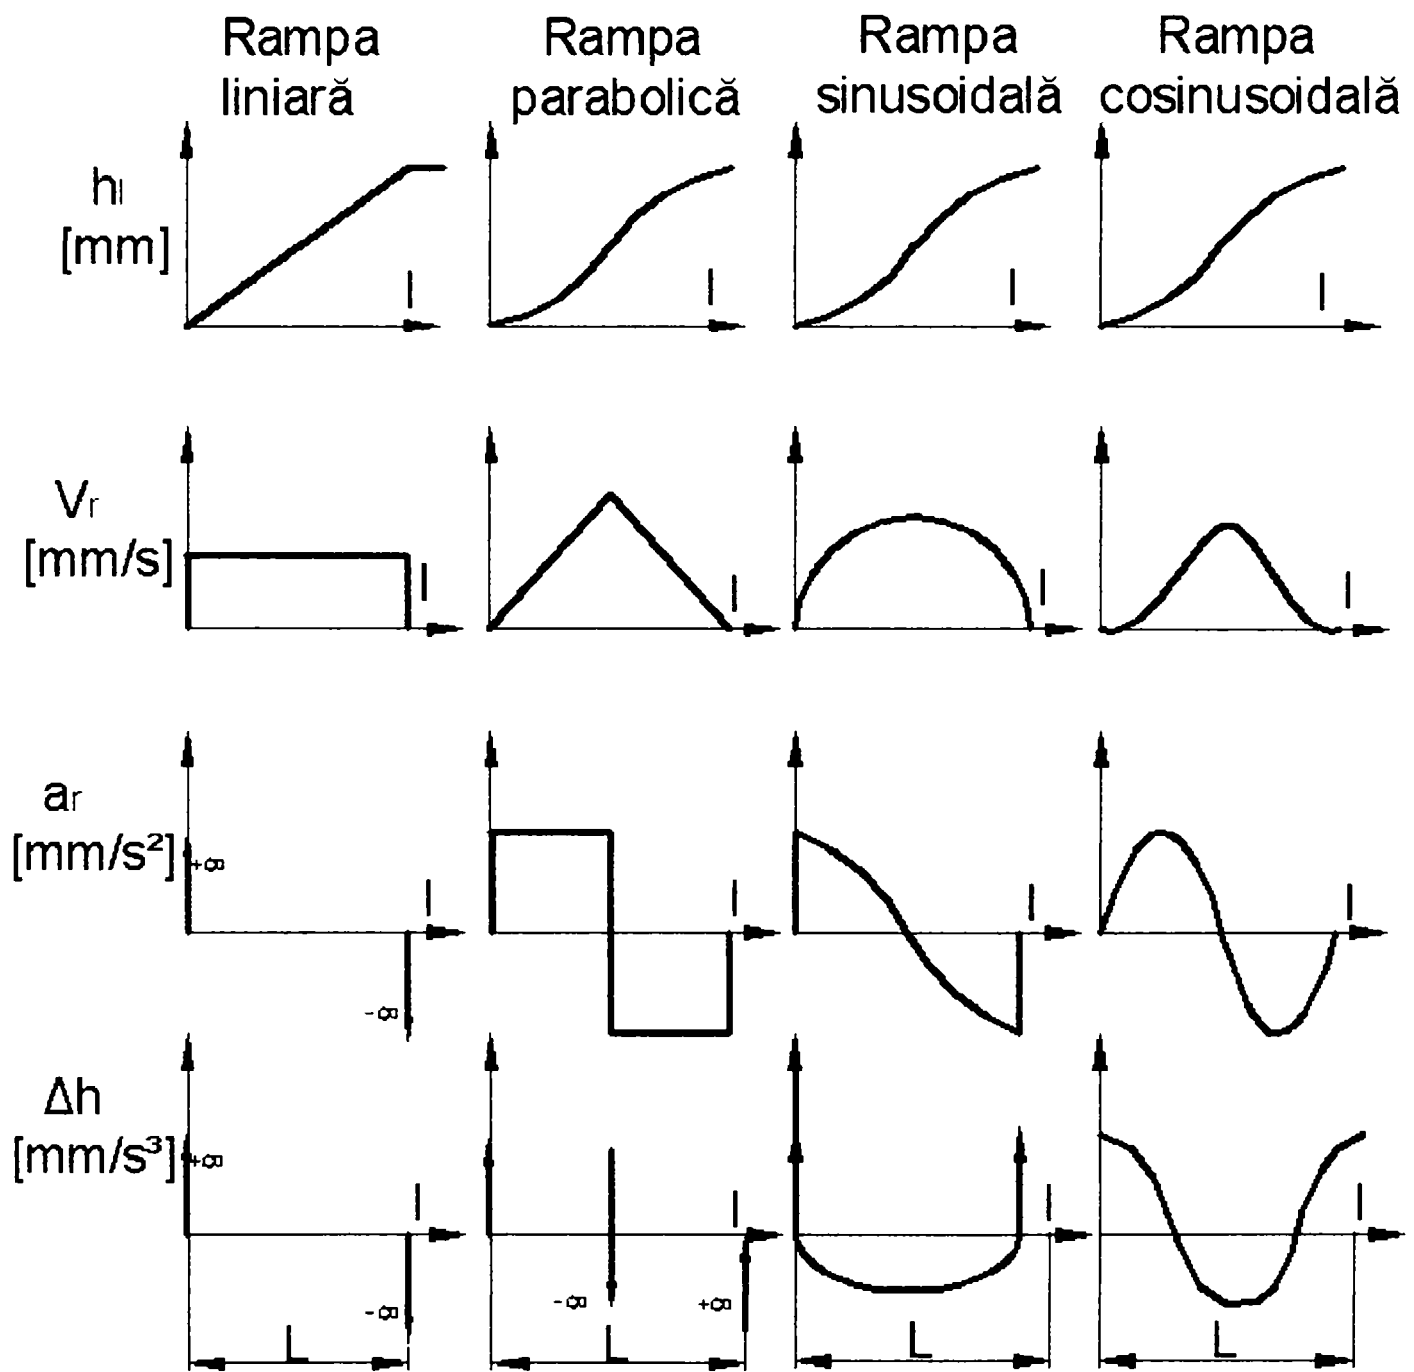 Rampa liniară
Rampa parabolică
Rampa sinusoidală
Rampa cosinusoidală
hl
[mm]
l
l
l
l
Vr
[mm/s]
l
l
l
l
ar
[mm/s²]
+∞
-∞
l
l
l
l
Δh
[mm/s³]
+∞
-∞
-∞
+∞
l
l
l
l
L
L
L
L